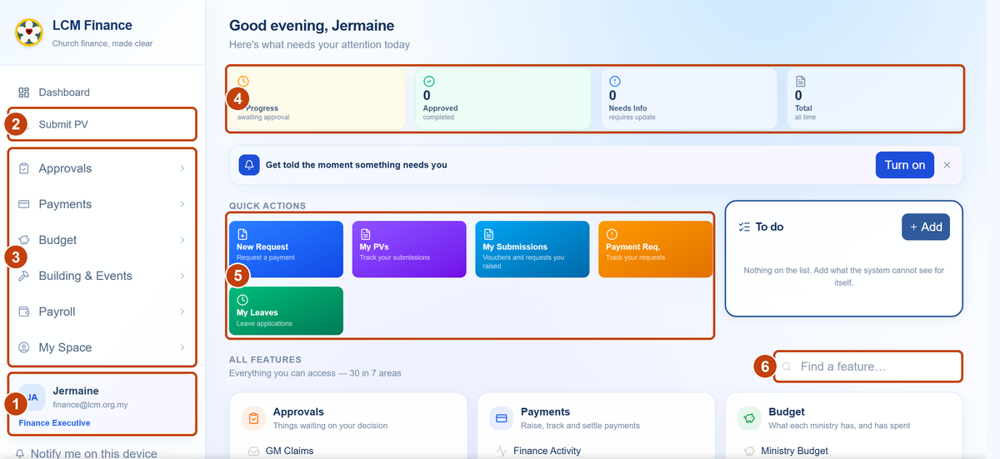 LCM Finance
Church finance, made clear
Dashboard
2
Submit PV
Approvals
Payments
Budget
3
Building & Events
Payroll
My Space
1
JA
Jermaine
finance@lcm.org.my
Finance Executive
Notify me on this device
Good evening, Jermaine
Here's what needs your attention today
4
Progress
awaiting approval
0
Approved
completed
0
Needs Info
requires update
0
Total
all time
Get told the moment something needs you
Turn on
QUICK ACTIONS
New Request
Request a payment
My PVs
Track your submissions
My Submissions
Vouchers and requests you
raised
Payment Req.
Track your requests
5
My Leaves
Leave applications
To do
+ Add
Nothing on the list. Add what the system cannot see for
itself.
ALL FEATURES
Everything you can access — 30 in 7 areas
6
Find a feature…
Approvals
Things waiting on your decision
GM Claims
Payments
Raise, track and settle payments
Finance Activity
Budget
What each ministry has, and has spent
Ministry Budget